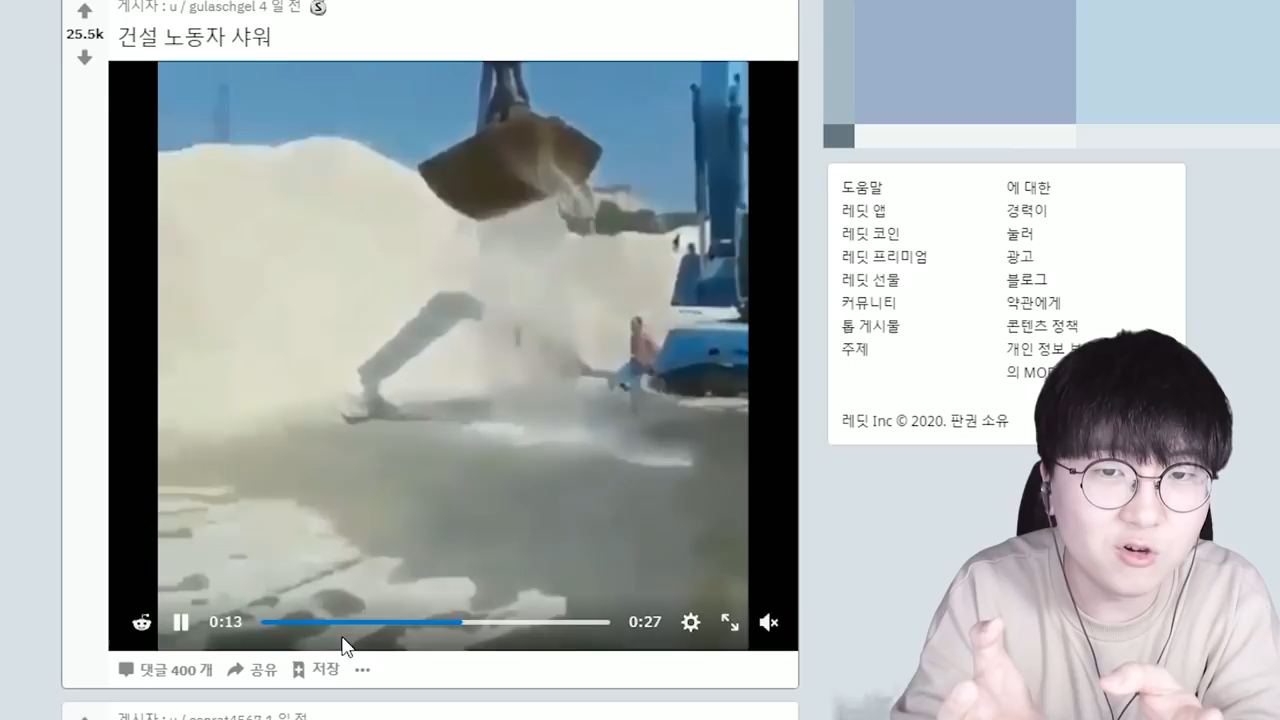 게시자 : u / gulaschgel 4 일 전
25.5k
건설 노동자 샤워
0:13
0:27
댓글 400 개
공유
저장
도움말
에 대한
레딧 앱
경력이
레딧 코인
눌러
레딧 프리미엄
광고
레딧 선물
블로그
커뮤니티
약관에게
톱 게시물
콘텐츠 정책
주제
개인 정보
의
레딧 Inc © 2020. 판권 소유